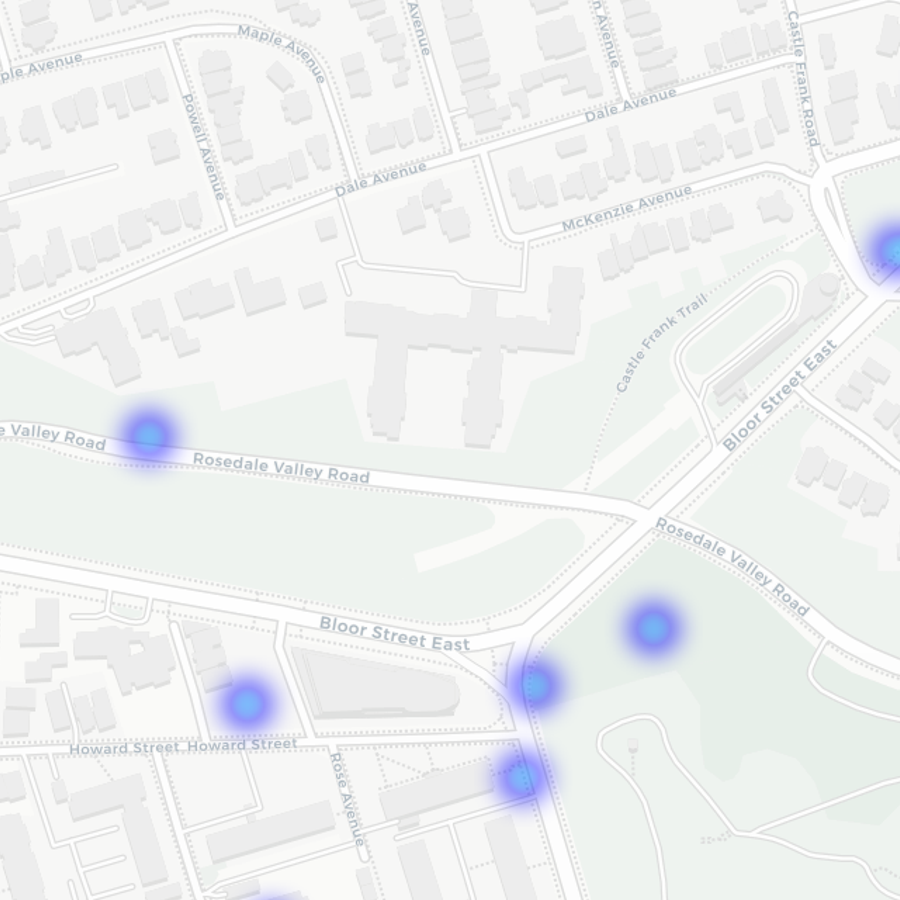 Maple Avenue
ple Avenue
Avenue
n Avenue
Castle Frank Road
Powell Avenue
Dale Avenue
Dale Avenue
McKenzie Avenue
Castle Frank Trail
Bloor Street East
e Valley Road
Rosedale Valley Road
Rosedale Valley Road
Bloor Street East
Howard Street
Howard Street
Rose Avenue